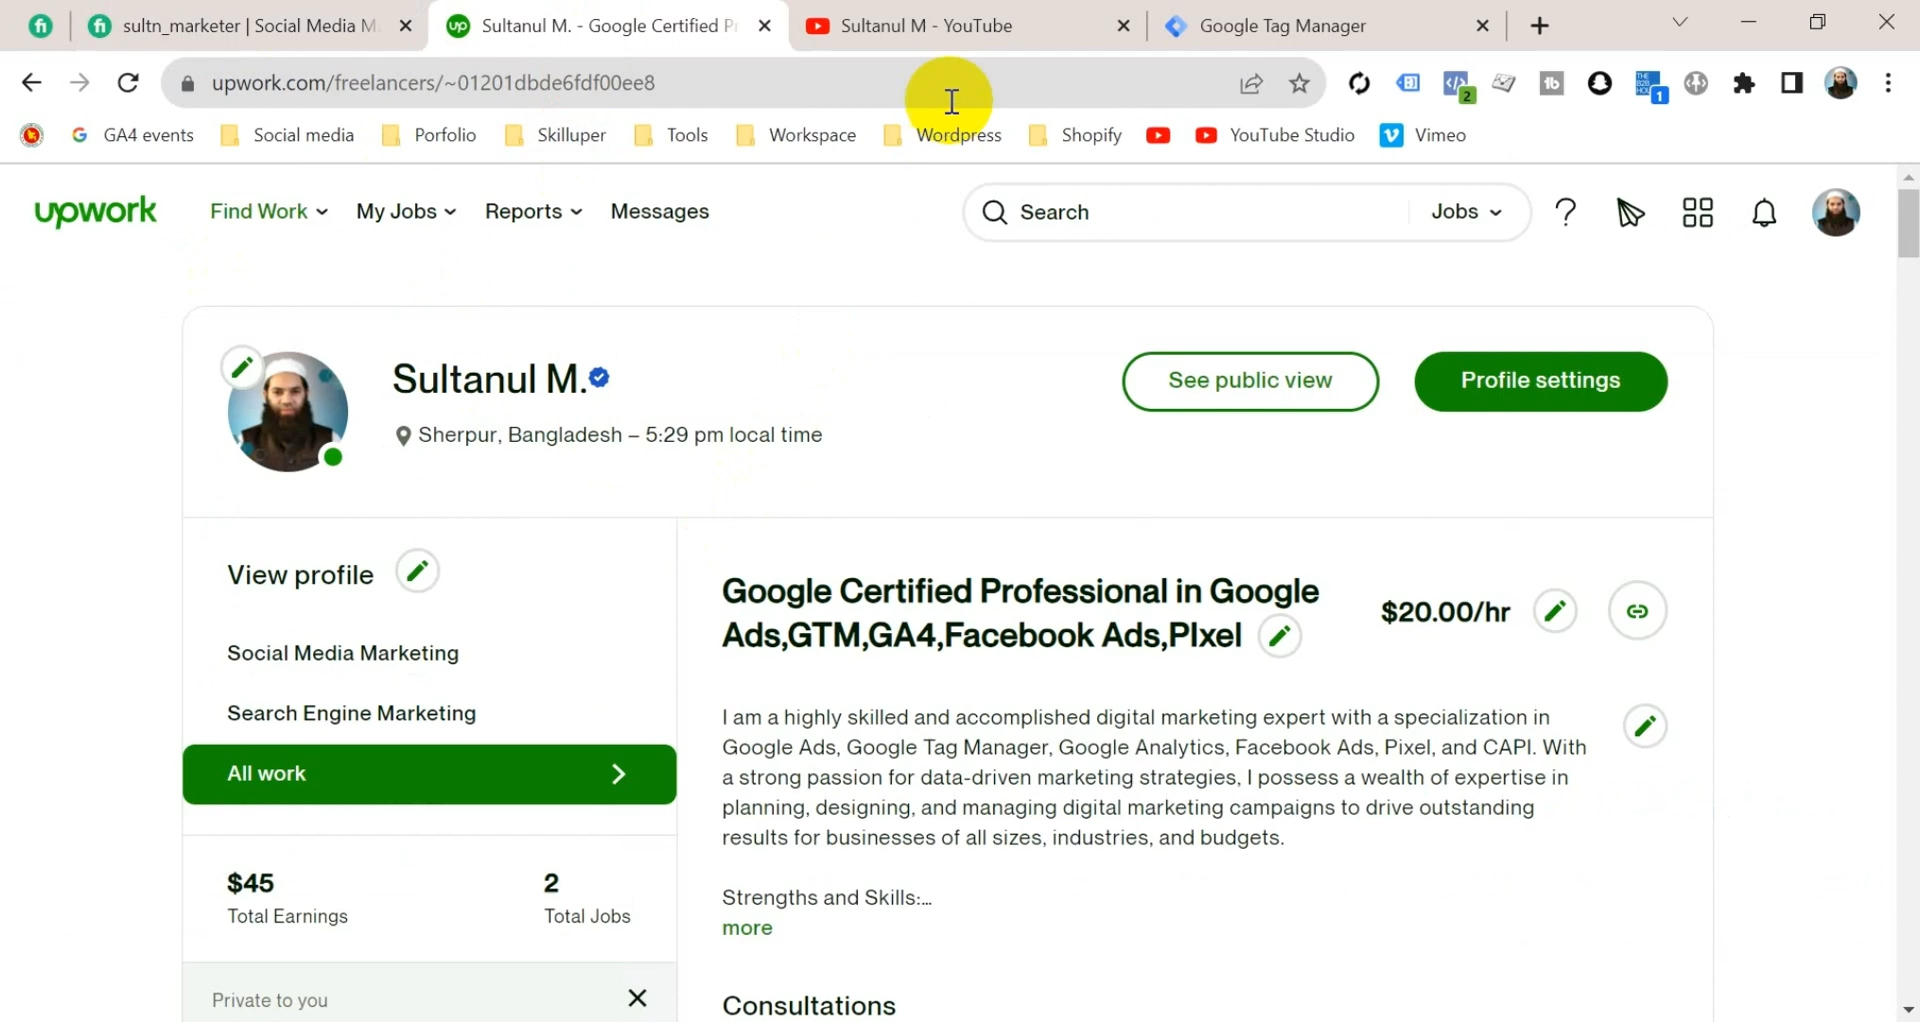 sultn_marketer | Social Media M
Sultanul M. - Google Certified Pr
Sultanul M - YouTube
Google Tag Manager
upwork.com/freelancers/~01201dbde6fdf00ee8
2
1
GA4 events
Social media
Porfolio
Skilluper
Tools
Workspace
Wordpress
Shopify
YouTube Studio
Vimeo
upwork
Find Work
My Jobs
Reports
Messages
Search
Jobs
Sultanul M.
See public view
Profile settings
Sherpur, Bangladesh – 5:29 pm local time
View profile
Social Media Marketing
Search Engine Marketing
All work
$45
Total Earnings
2
Total Jobs
Private to you
Google Certified Professional in Google
Ads,GTM,GA4,Facebook Ads,PIxel
$20.00/hr
I am a highly skilled and accomplished digital marketing expert with a specialization in
Google Ads, Google Tag Manager, Google Analytics, Facebook Ads, Pixel, and CAPI. With
a strong passion for data-driven marketing strategies, I possess a wealth of expertise in
planning, designing, and managing digital marketing campaigns to drive outstanding
results for businesses of all sizes, industries, and budgets.
Strengths and Skills:...
more
Consultations